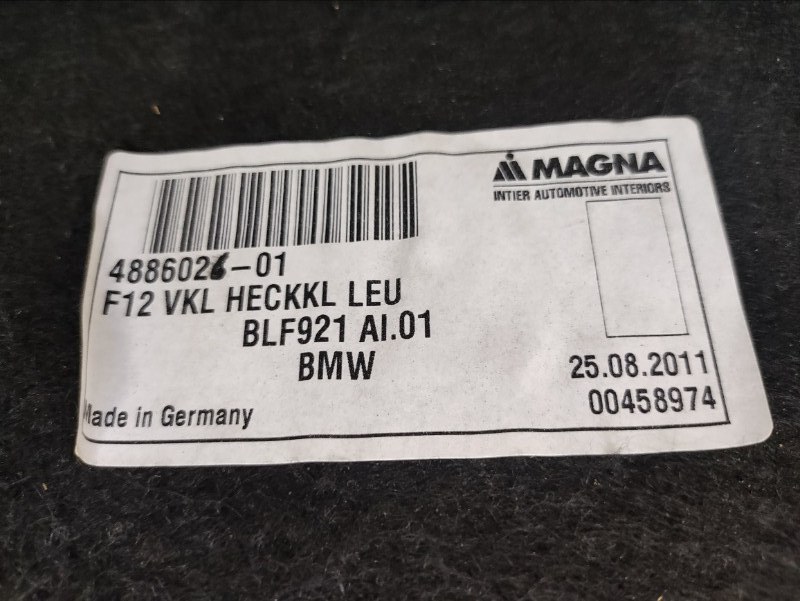 MAGNA
INTIER AUTOMOTIVE INTERIORS
4886026-01
F12 VKL HECKKL LEU
BLF921 AI.01
BMW
25.08.2011
00458974
Made in Germany